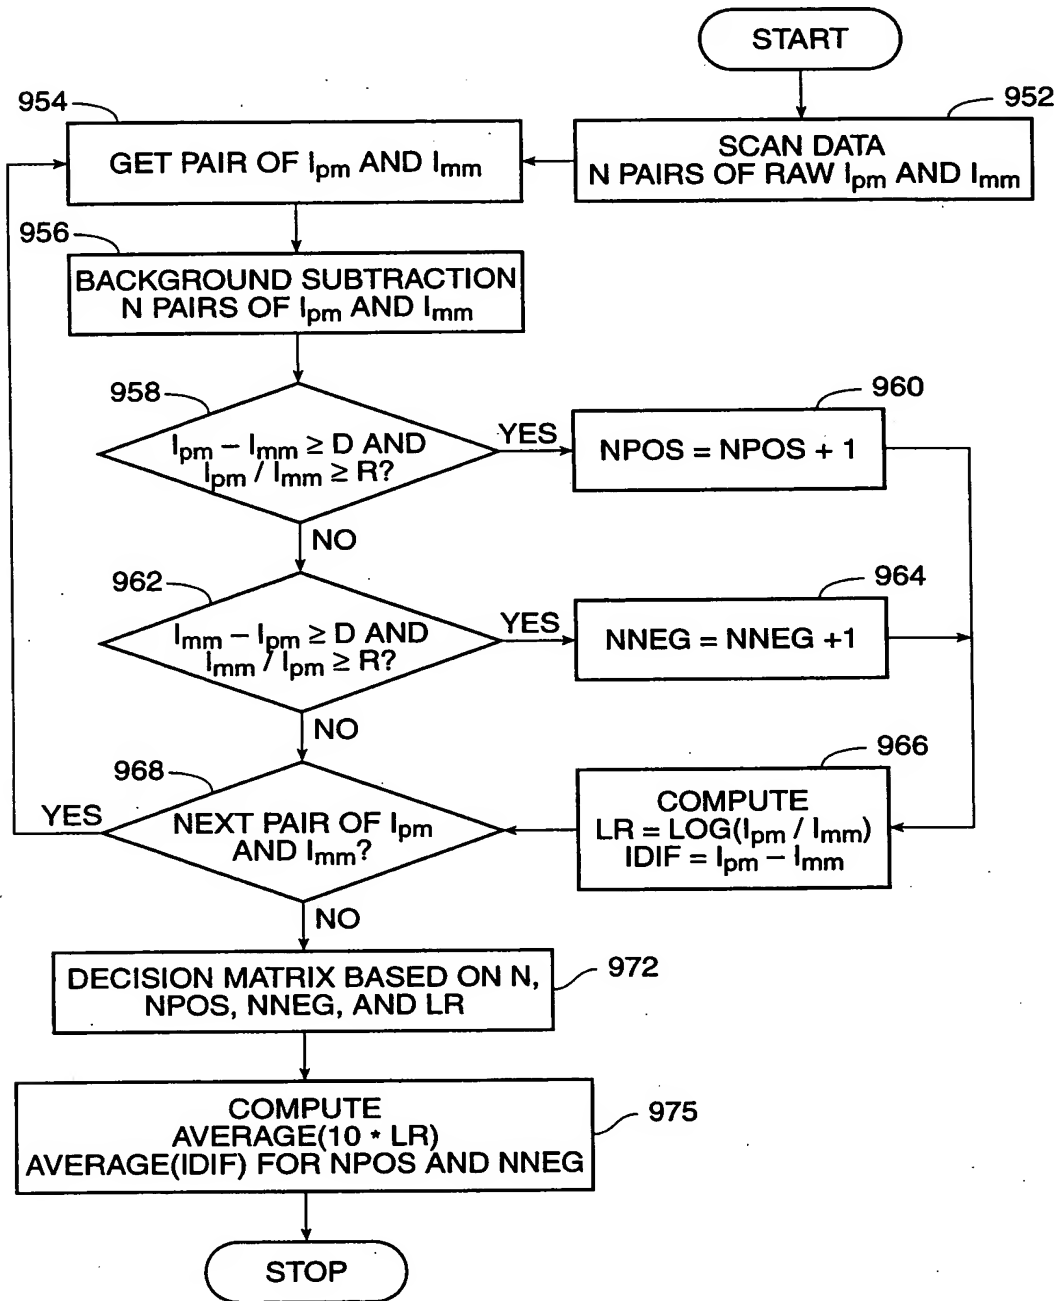 START
952
SCAN DATA
N PAIRS OF RAW Ipm AND Imm
954
GET PAIR OF Ipm AND Imm
956
BACKGROUND SUBTRACTION
N PAIRS OF Ipm AND Imm
958
Ipm – Imm ≥ D AND
Ipm / Imm ≥ R?
YES
960
NPOS = NPOS + 1
NO
962
Imm – Ipm ≥ D AND
Imm / Ipm ≥ R?
YES
964
NNEG = NNEG +1
NO
966
COMPUTE
LR = LOG(Ipm / Imm)
IDIF = Ipm – Imm
968
YES
NEXT PAIR OF Ipm
AND Imm?
NO
972
DECISION MATRIX BASED ON N,
NPOS, NNEG, AND LR
975
COMPUTE
AVERAGE(10 * LR)
AVERAGE(IDIF) FOR NPOS AND NNEG
STOP